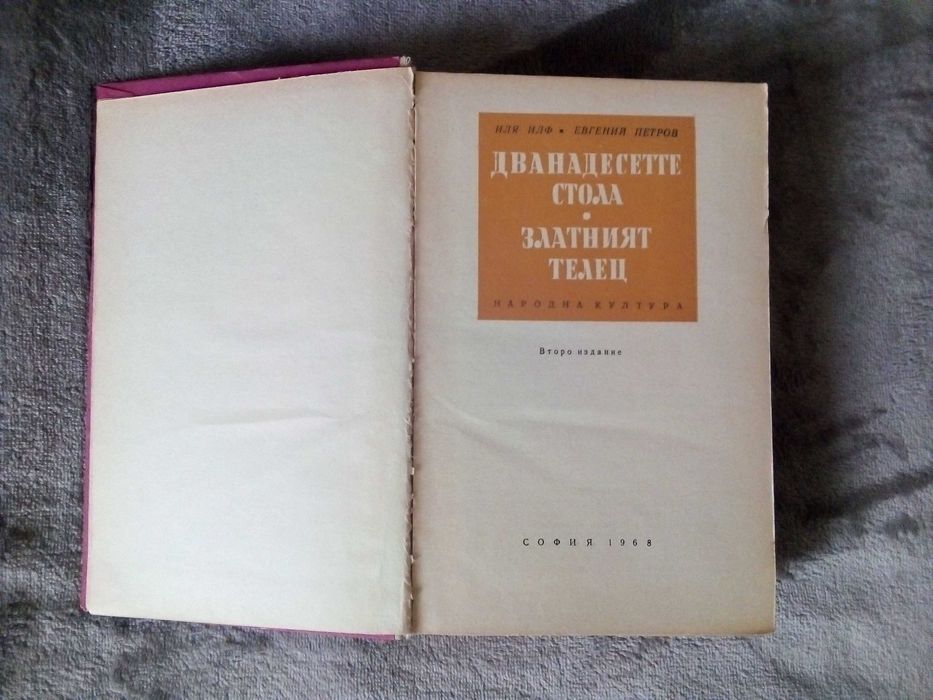 ИЛЯ ИЛФ • ЕВГЕНИЙ ПЕТРОВ
ДВАНАДЕСЕТТЕ
СТОЛА
•
ЗЛАТНИЯТ
ТЕЛЕЦ
НАРОДНА КУЛТУРА
Второ издание
СОФИЯ 1968